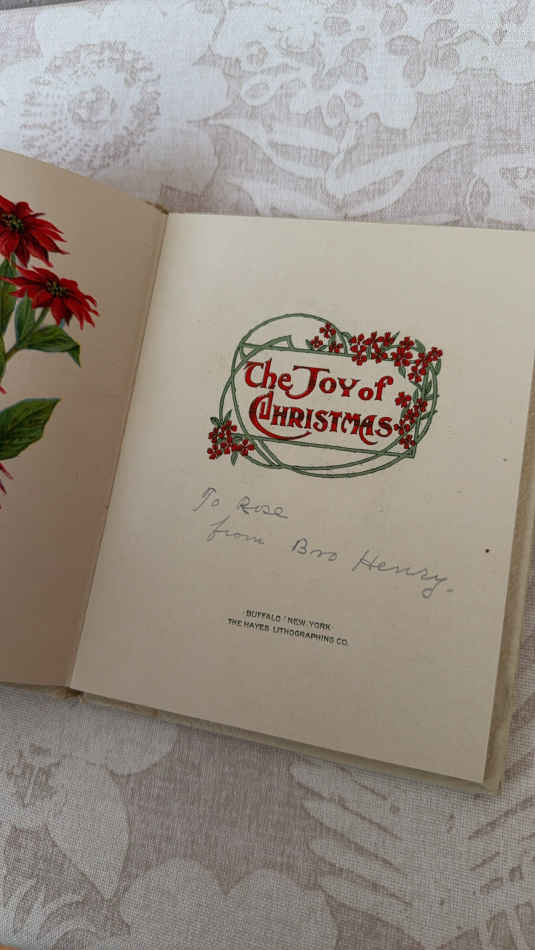 The Joy of
Christmas
To Rose
from Bro Henry.
BUFFALO NEW YORK
THE HAYES LITHOGRAPHING CO.